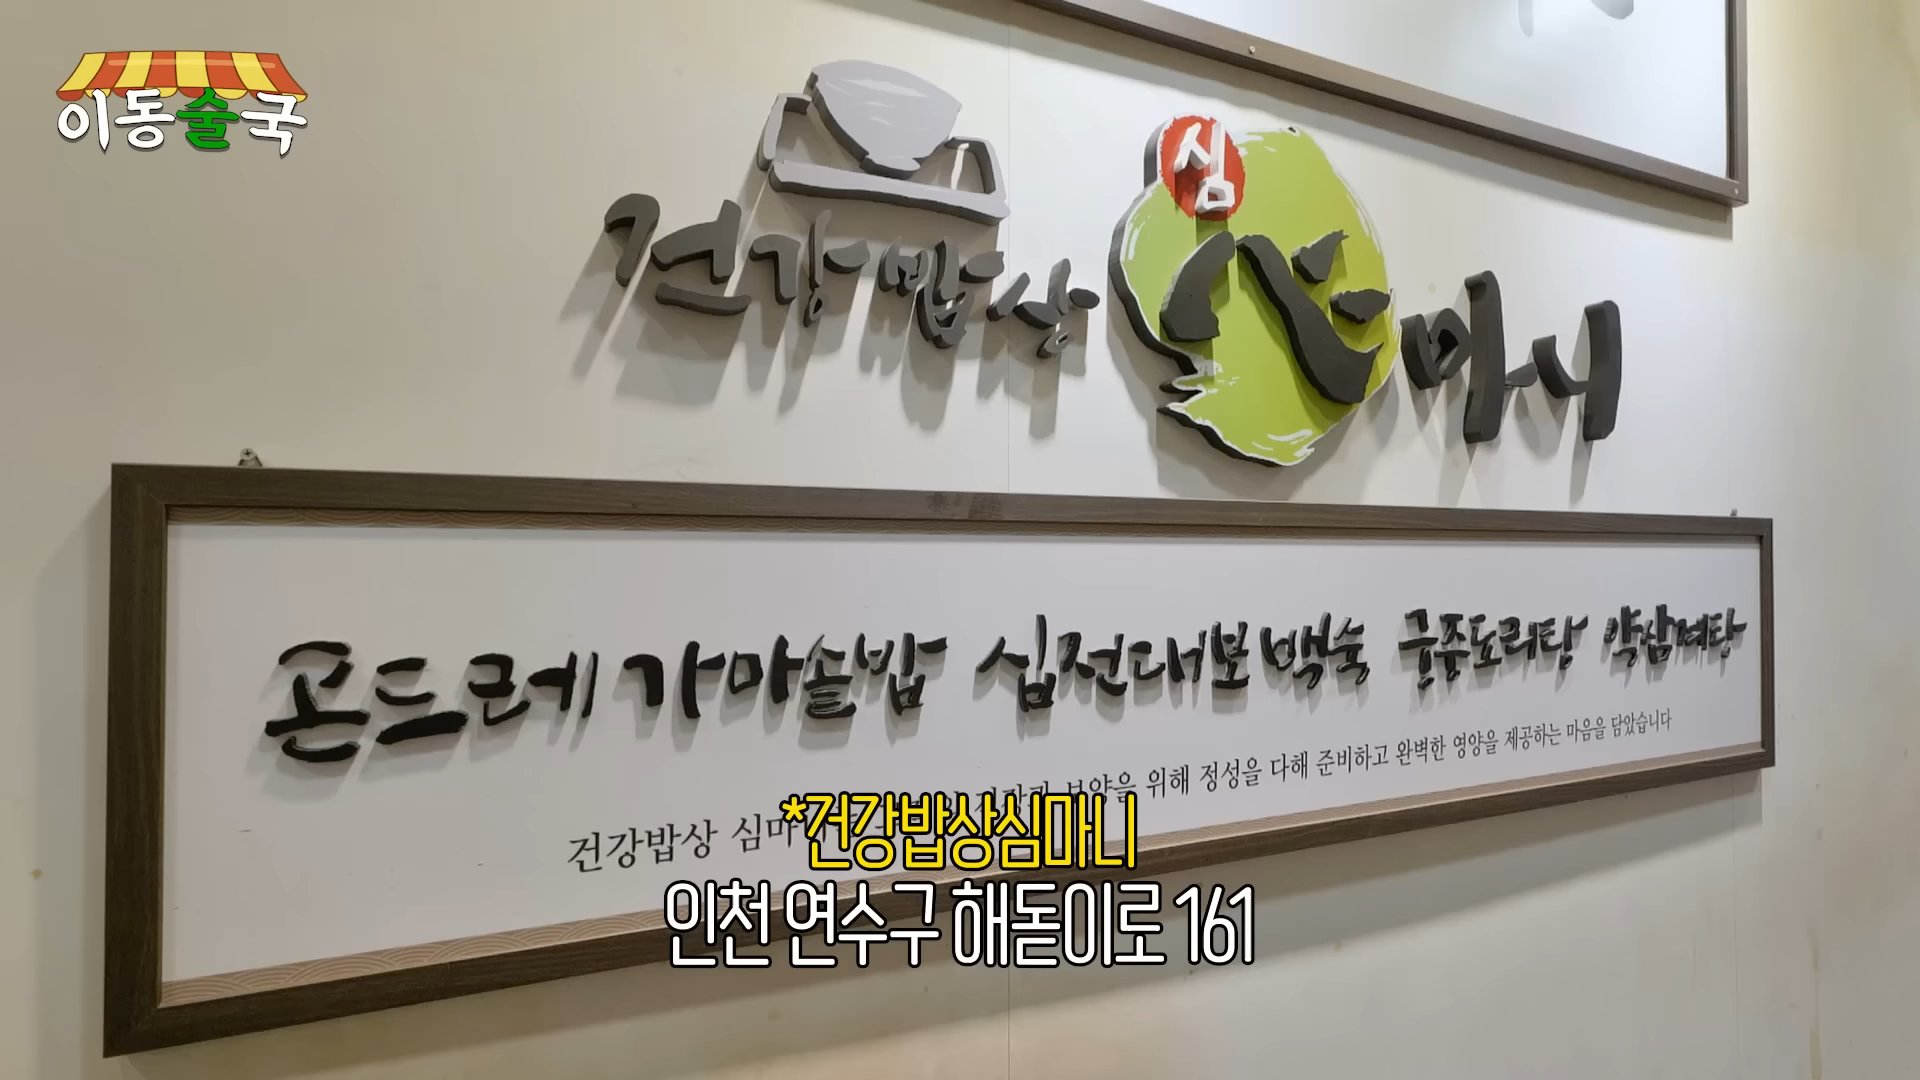 이동술국
건강밥상 심 心 마니
곤드레 가마솥밥 십전대보 백숙 궁중도리탕 약삼계탕
건강밥상 보양을 위해 정성을 다해 준비하고 완벽한 영양을 제공하는 마음을 담았습니다
*건강밥상심마니
인천 연수구 해돋이로 161